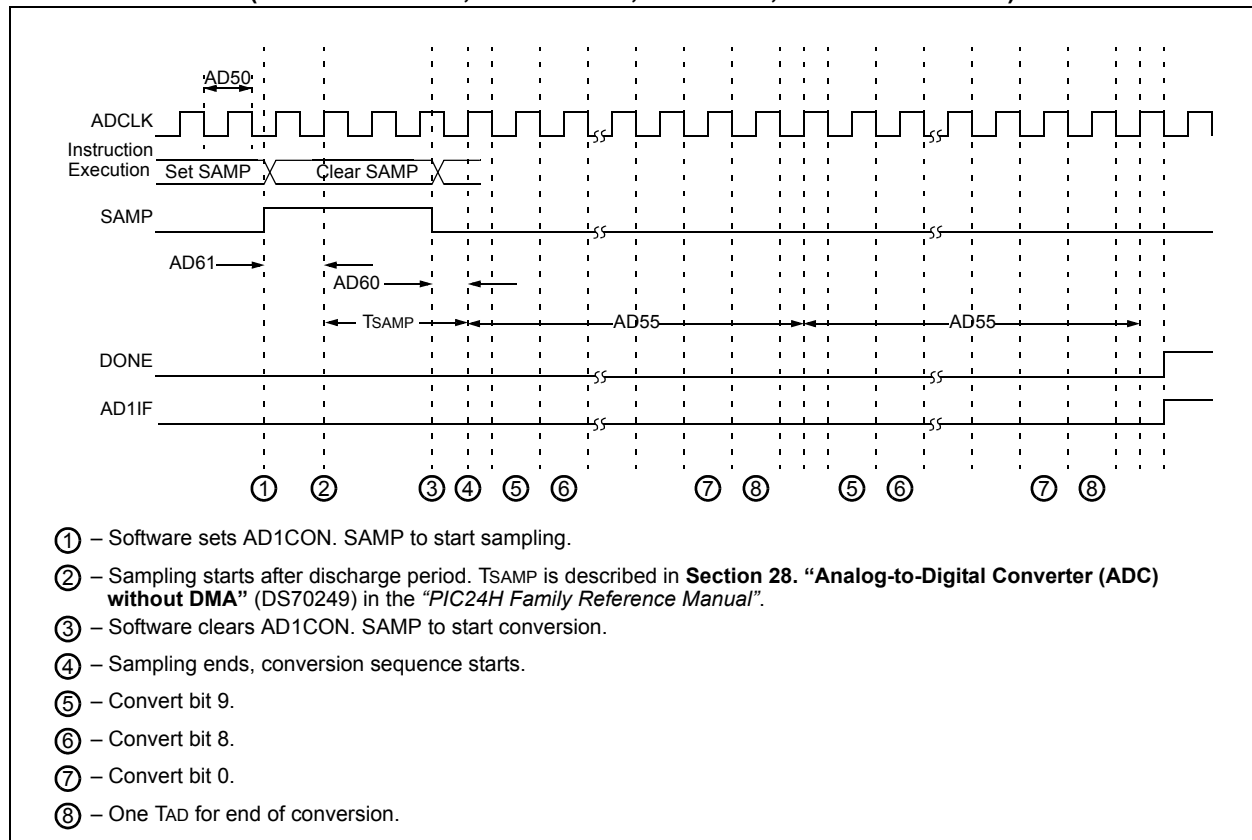 AD50
ADCLK
Instruction
Execution Set SAMP Clear SAMP
SAMP
AD61
AD60
TSAMP AD55 AD55
DONE
AD1IF
1 2 3 4 5 6 7 8 5 6 7 8
1 – Software sets AD1CON. SAMP to start sampling.
2 – Sampling starts after discharge period. TSAMP is described in Section 28. “Analog-to-Digital Converter (ADC)
without DMA” (DS70249) in the “PIC24H Family Reference Manual”.
3 – Software clears AD1CON. SAMP to start conversion.
4 – Sampling ends, conversion sequence starts.
5 – Convert bit 9.
6 – Convert bit 8.
7 – Convert bit 0.
8 – One TAD for end of conversion.